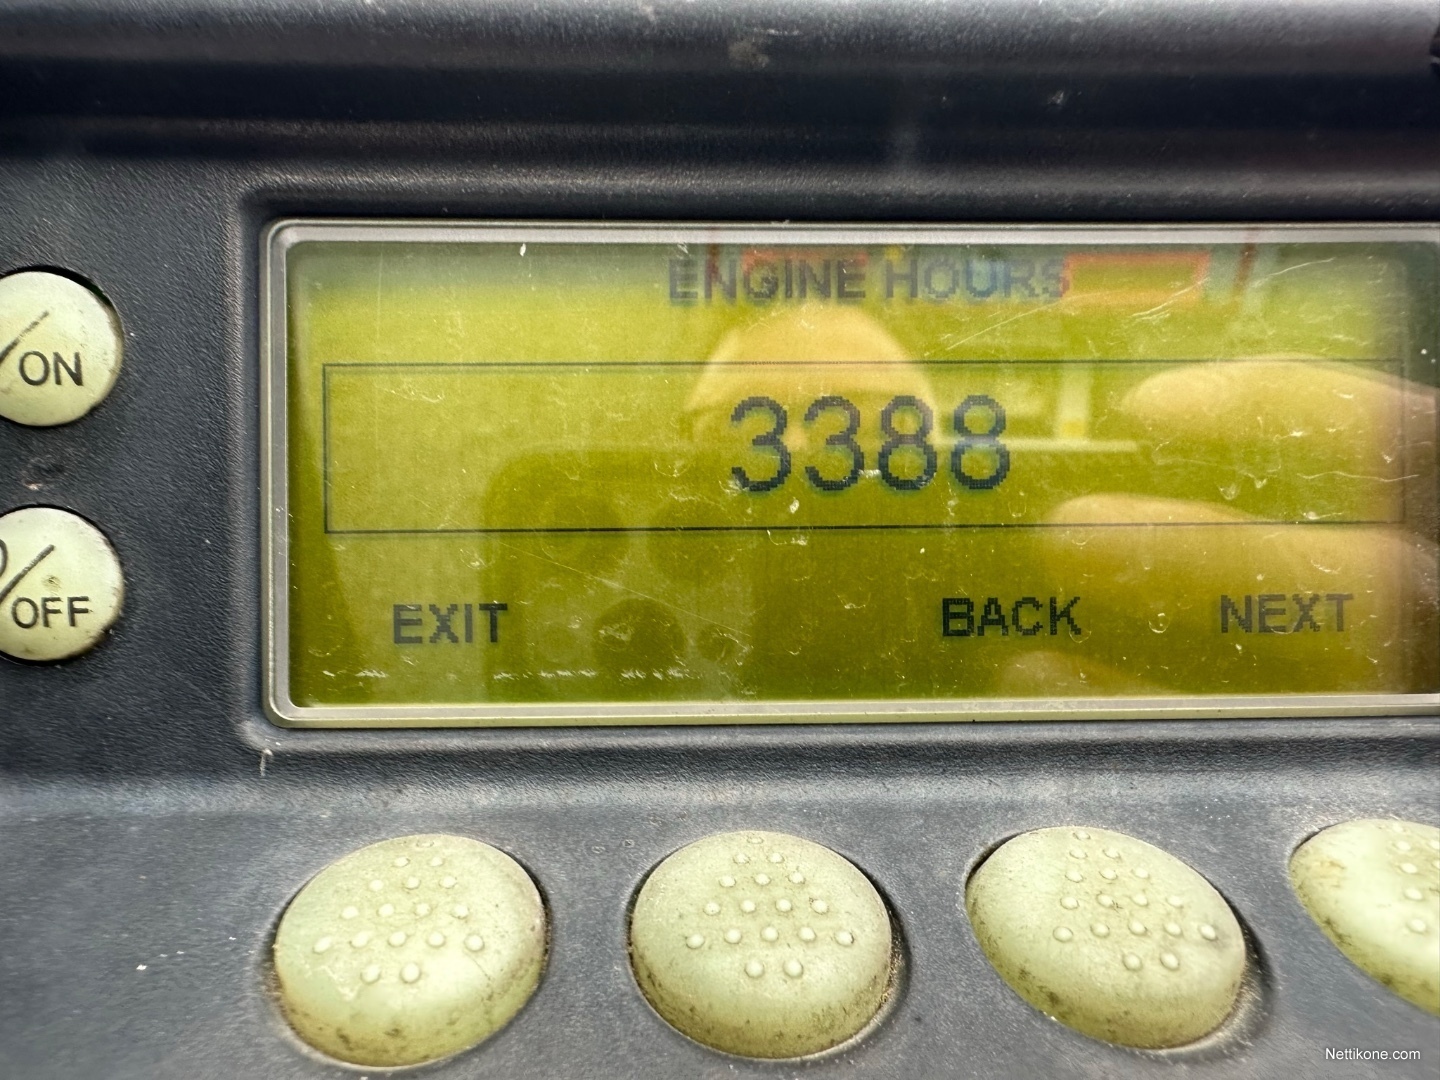 ENGINE HOURS
/ON
3388
/OFF
EXIT BACK NEXT
Nettikone.com